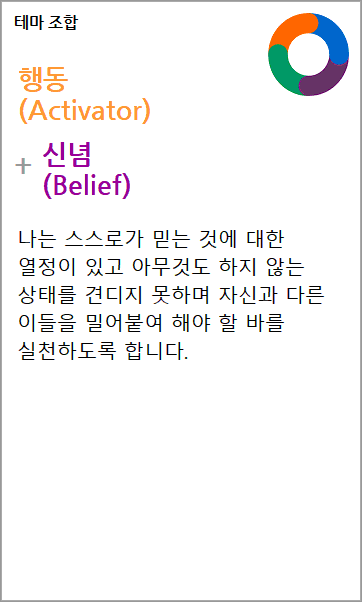 테마 조합
행동
(Activator)
+ 신념
(Belief)
나는 스스로가 믿는 것에 대한
열정이 있고 아무것도 하지 않는
상태를 견디지 못하며 자신과 다른
이들을 밀어붙여 해야 할 바를
실천하도록 합니다.